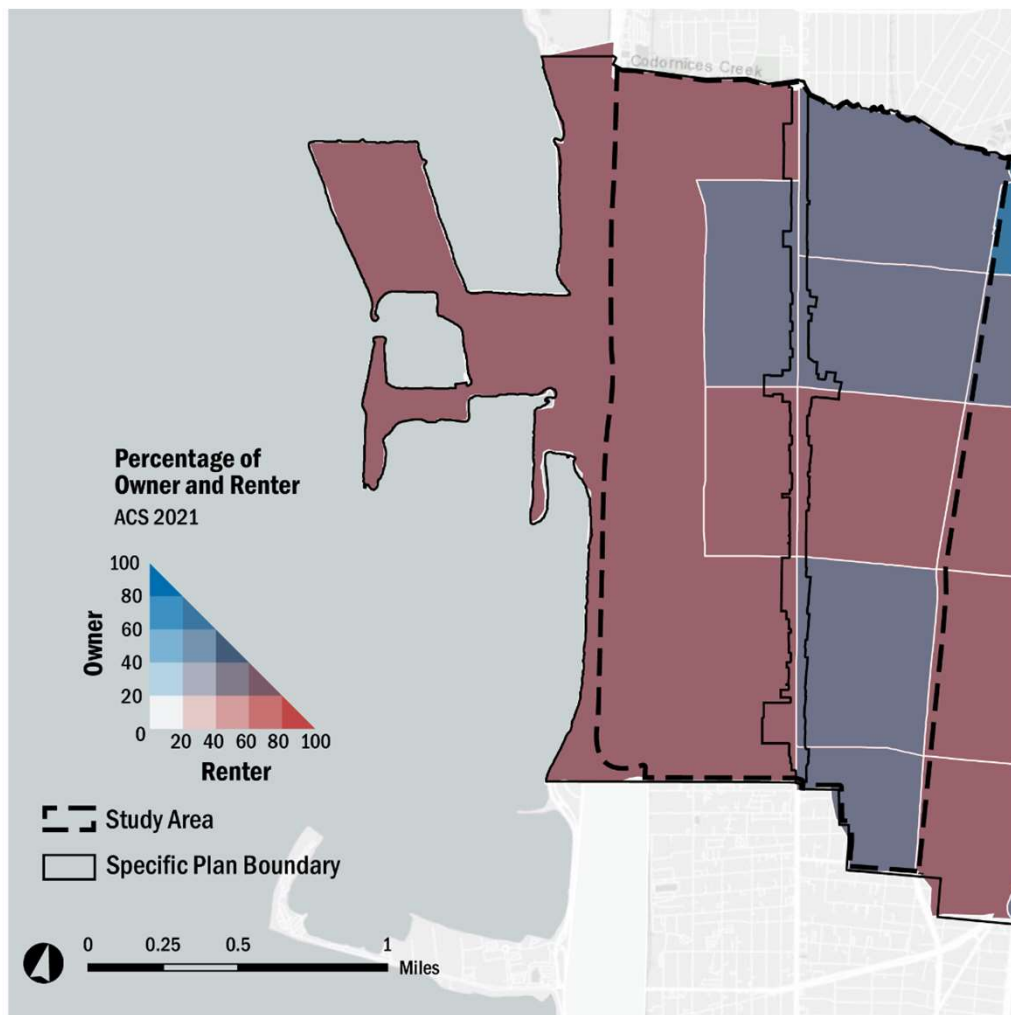 Codornices Creek
Percentage of
Owner and Renter
ACS 2021
100
80
60
40
20
0
Owner
20 40 60 80 100
Renter
Study Area
Specific Plan Boundary
0 0.25 0.5 1
Miles